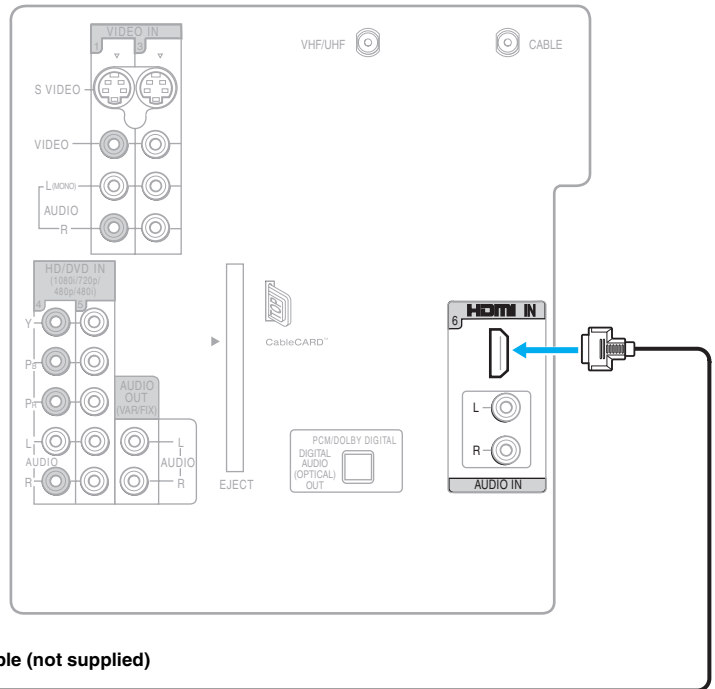 VIDEO IN
1 3
VHF/UHF
CABLE
S VIDEO
VIDEO
L(MONO)
AUDIO
R
HD/DVD IN
(1080i/720p/
480p/480i)
4 5
Y
PB
PR
L
AUDIO
R
AUDIO
OUT
(VAR/FIX)
L
AUDIO
R
CableCARD™
EJECT
PCM/DOLBY DIGITAL
DIGITAL
AUDIO
(OPTICAL)
OUT
HDMI IN
6
L
R
AUDIO IN
(not supplied)